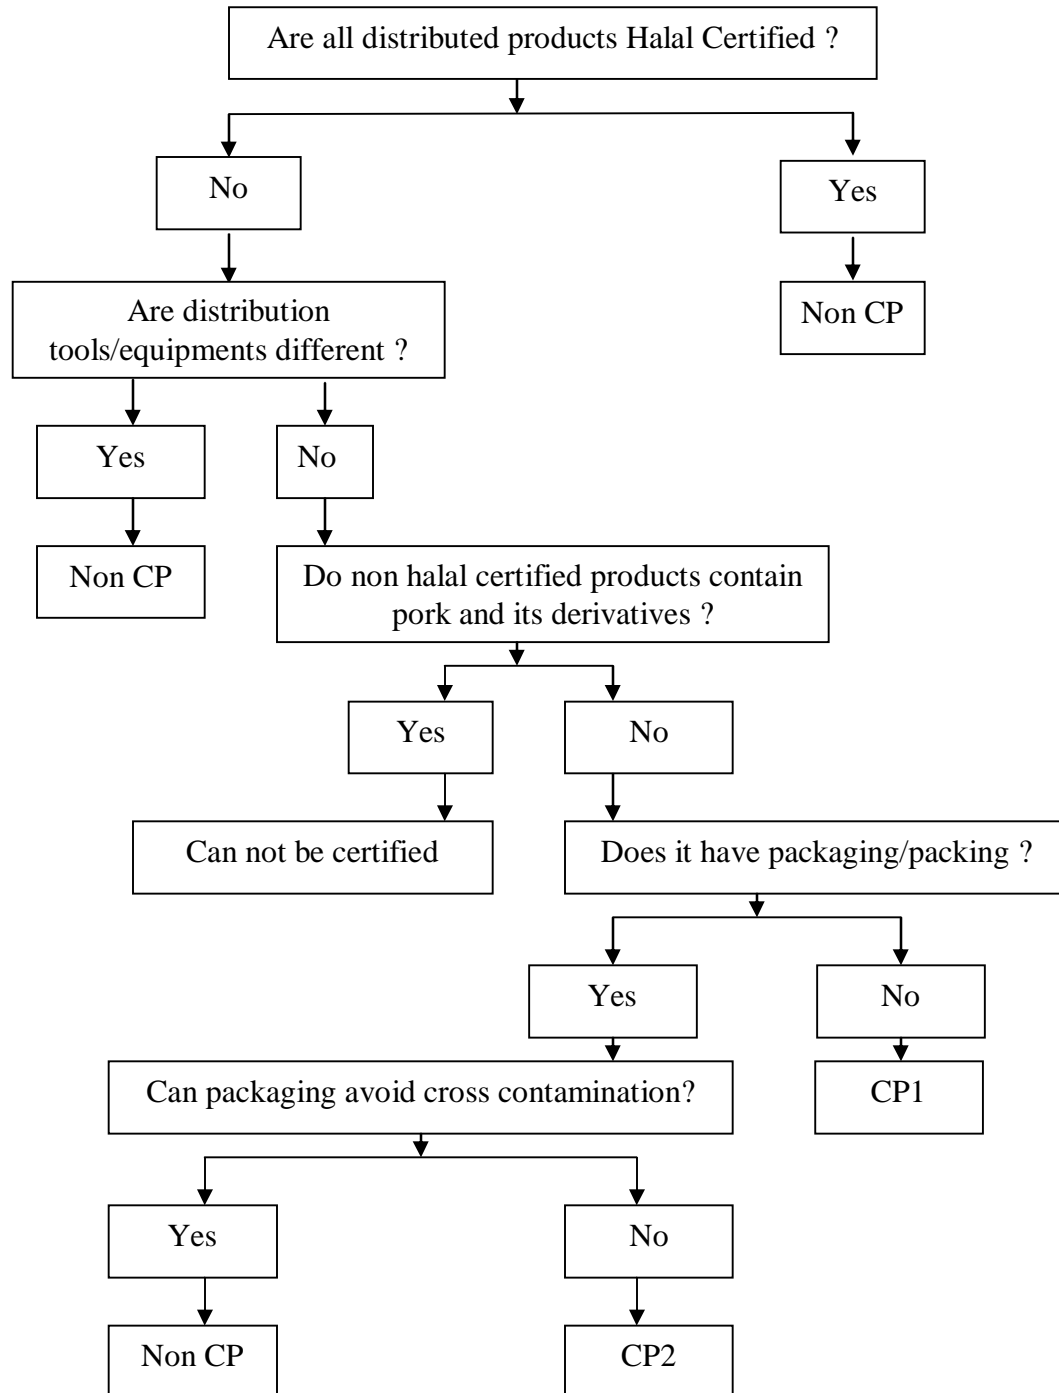 Are all distributed products Halal Certified ?
No
Yes
Are distribution
tools/equipments different ?
Non CP
Yes
No
Non CP
Do non halal certified products contain
pork and its derivatives ?
Yes
No
Can not be certified
Does it have packaging/packing ?
Yes
No
Can packaging avoid cross contamination?
CP1
Yes
No
Non CP
CP2